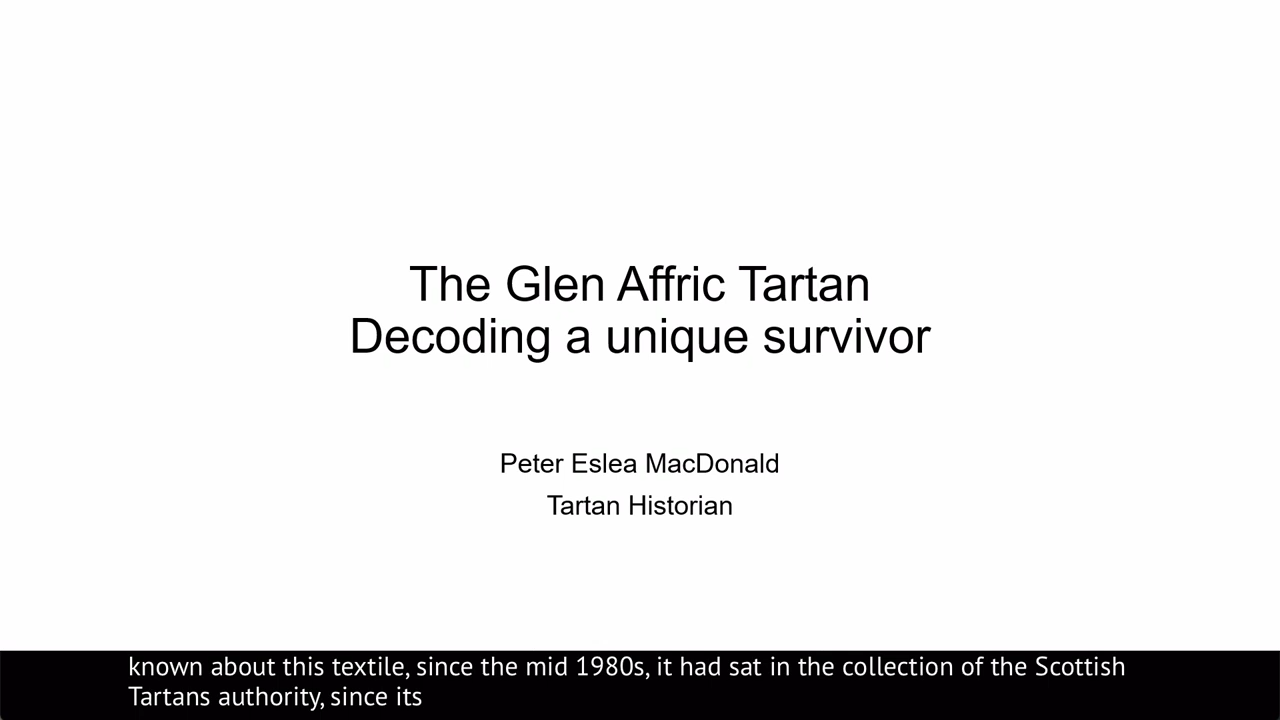 The Glen Affric Tartan
Decoding a unique survivor
Peter Eslea MacDonald
Tartan Historian
known about this textile, since the mid 1980s, it had sat in the collection of the Scottish
Tartans authority, since its